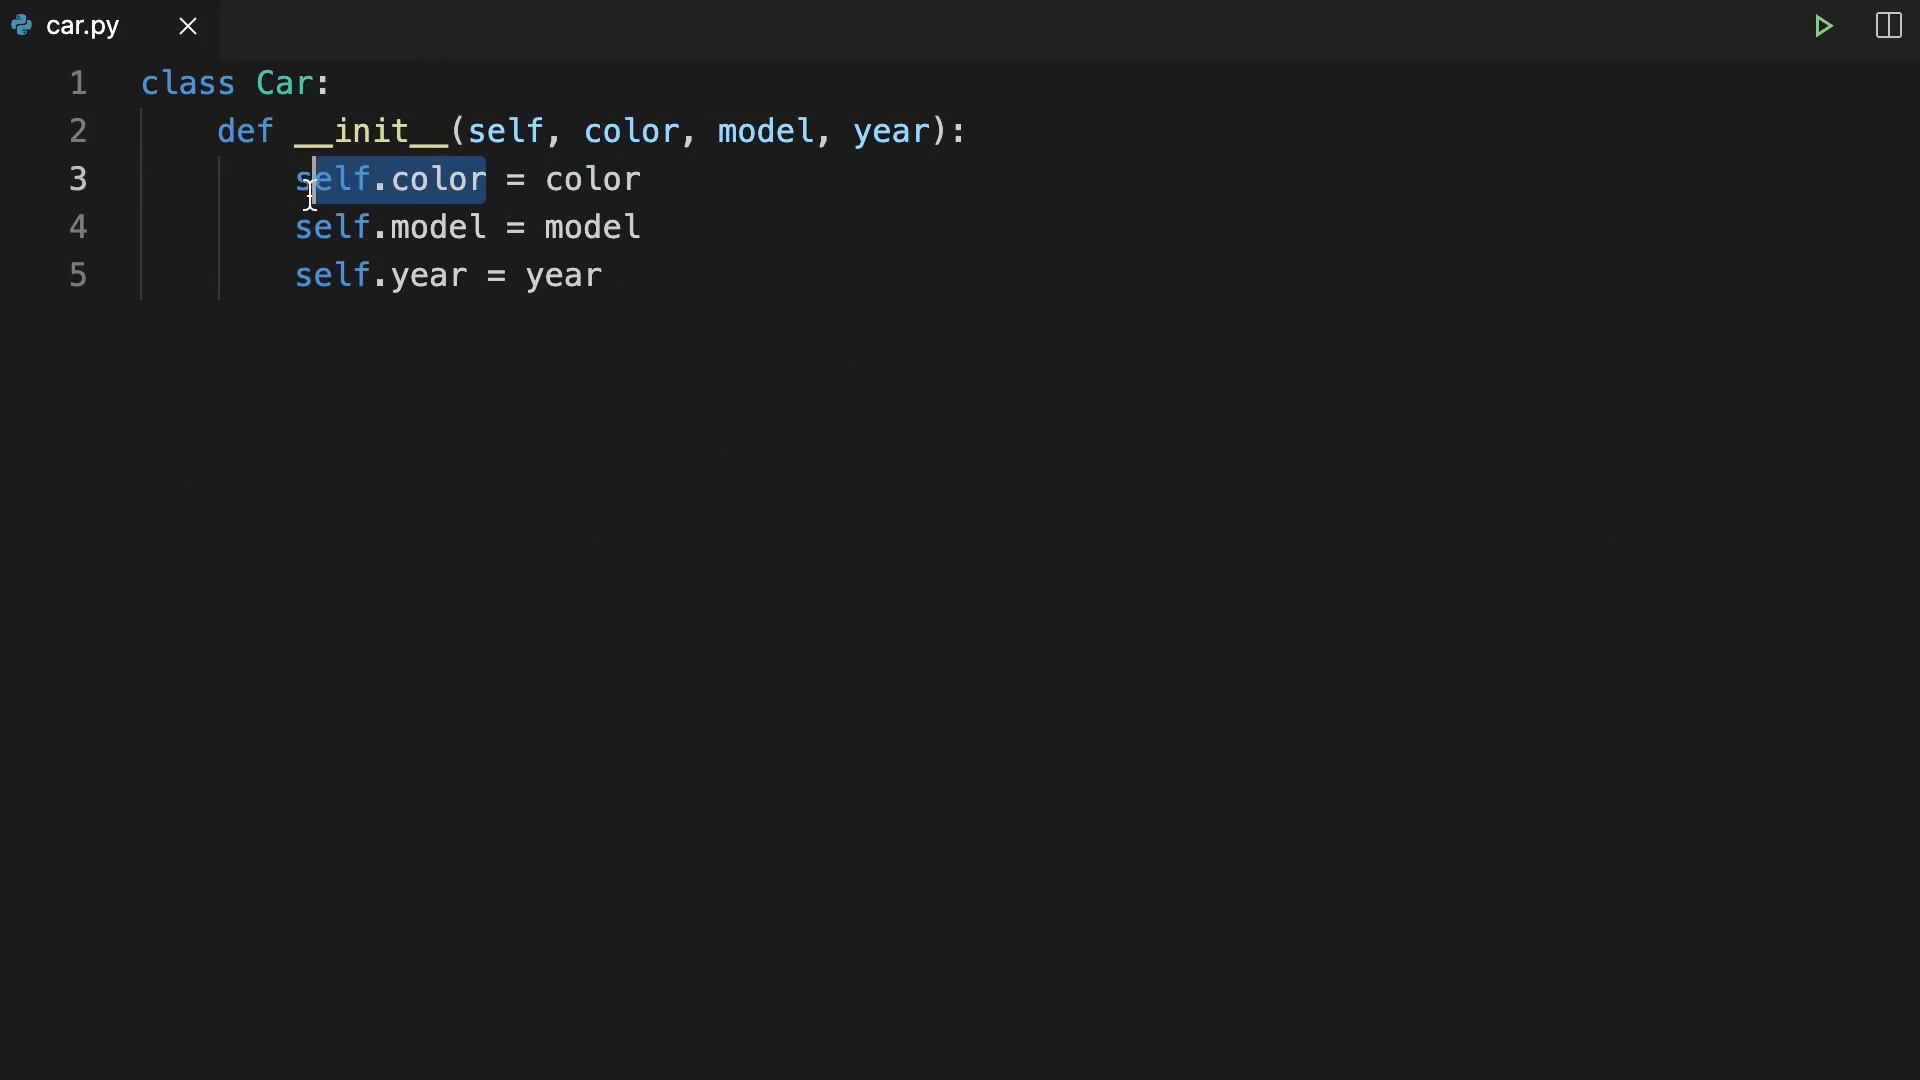 car.py
1 class Car:
2     def __init__(self, color, model, year):
3         self.color = color
4         self.model = model
5         self.year = year